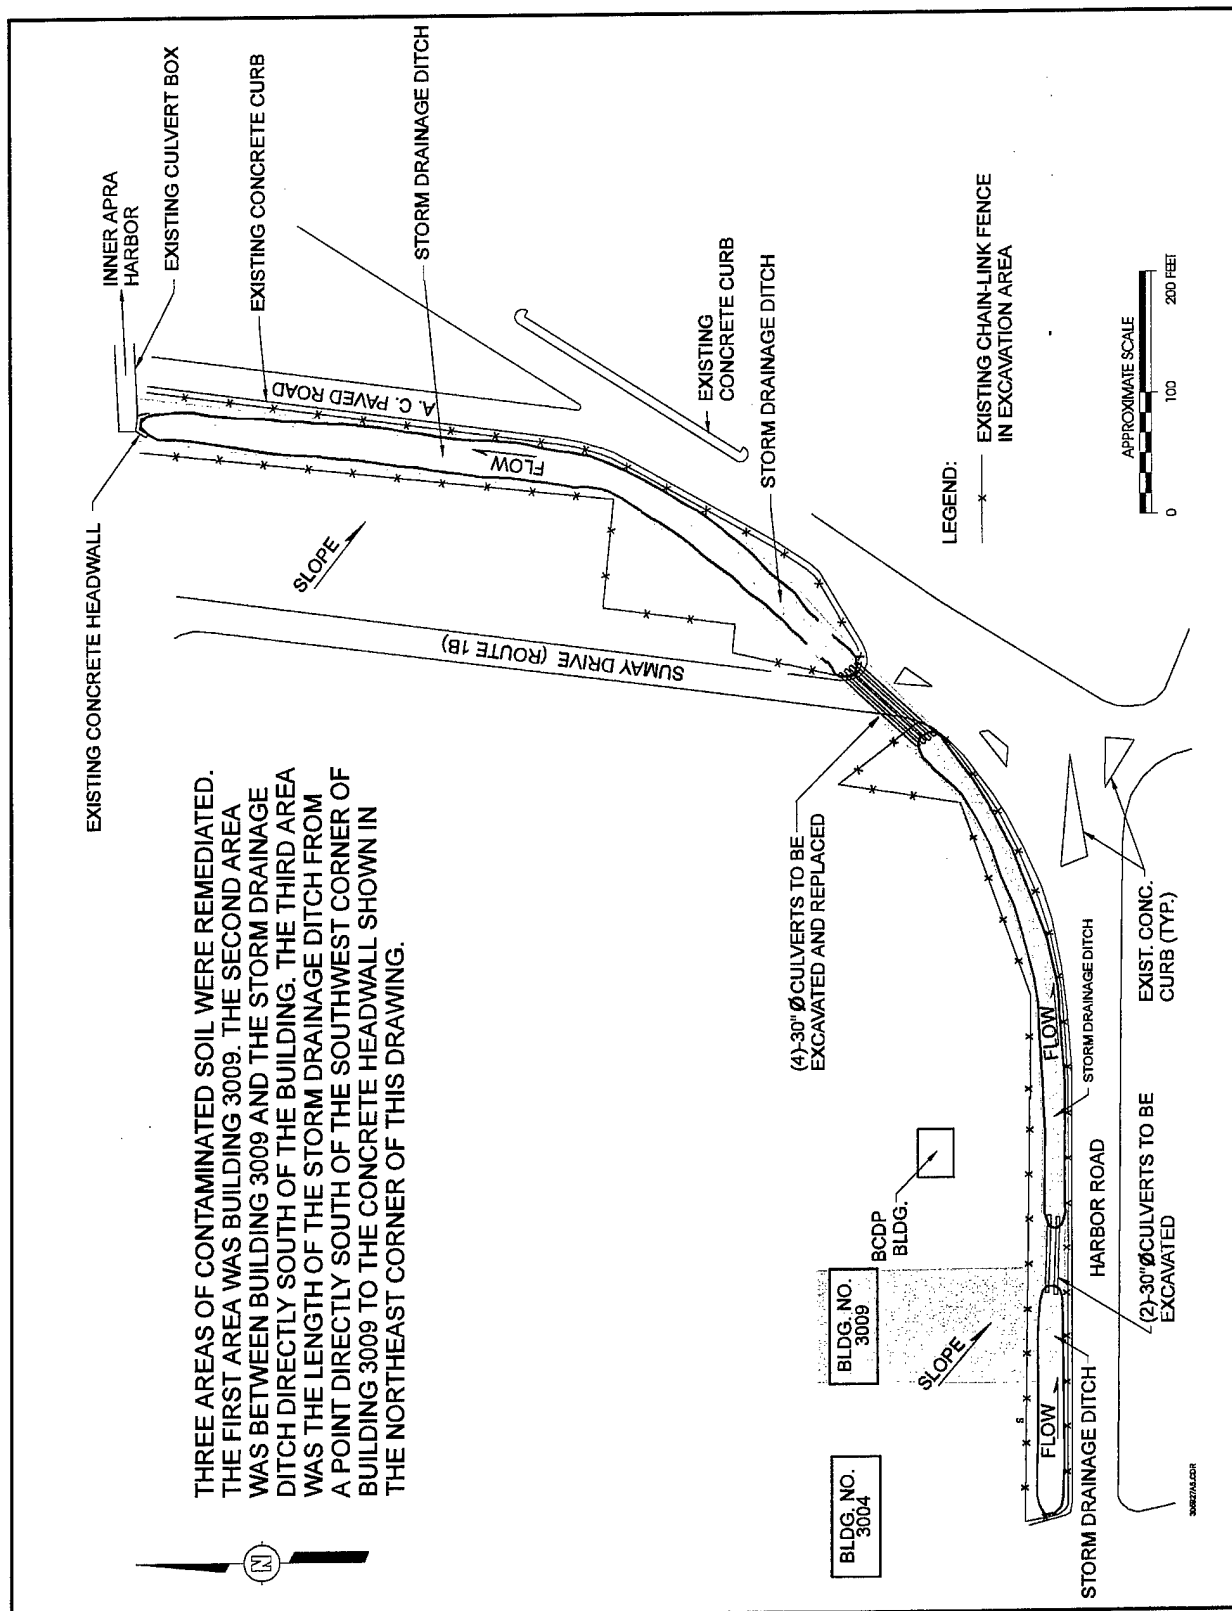 THREE AREAS OF CONTAMINATED SOIL WERE REMEDIATED.
THE FIRST AREA WAS BUILDING 3009. THE SECOND AREA
WAS BETWEEN BUILDING 3009 AND THE STORM DRAINAGE
DITCH DIRECTLY SOUTH OF THE BUILDING. THE THIRD AREA
WAS THE LENGTH OF THE STORM DRAINAGE DITCH FROM
A POINT DIRECTLY SOUTH OF THE SOUTHWEST CORNER OF
BUILDING 3009 TO THE CONCRETE HEADWALL SHOWN IN
THE NORTHEAST CORNER OF THIS DRAWING.
N
EXISTING CONCRETE HEADWALL
INNER APRA
HARBOR
EXISTING CULVERT BOX
EXISTING CONCRETE CURB
STORM DRAINAGE DITCH
A. C. PAVED ROAD
FLOW
SLOPE
SUMAY DRIVE (ROUTE 1B)
EXISTING
CONCRETE CURB
STORM DRAINAGE DITCH
(4)-30" Ø CULVERTS TO BE
EXCAVATED AND REPLACED
BCDP
BLDG.
BLDG. NO.
3009
BLDG. NO.
3004
SLOPE
FLOW
S
FLOW
STORM DRAINAGE DITCH
HARBOR ROAD
STORM DRAINAGE DITCH
(2)-30" Ø CULVERTS TO BE
EXCAVATED
EXIST. CONC.
CURB (TYP.)
LEGEND:
x EXISTING CHAIN-LINK FENCE
IN EXCAVATION AREA
APPROXIMATE SCALE
0 100 200 FEET